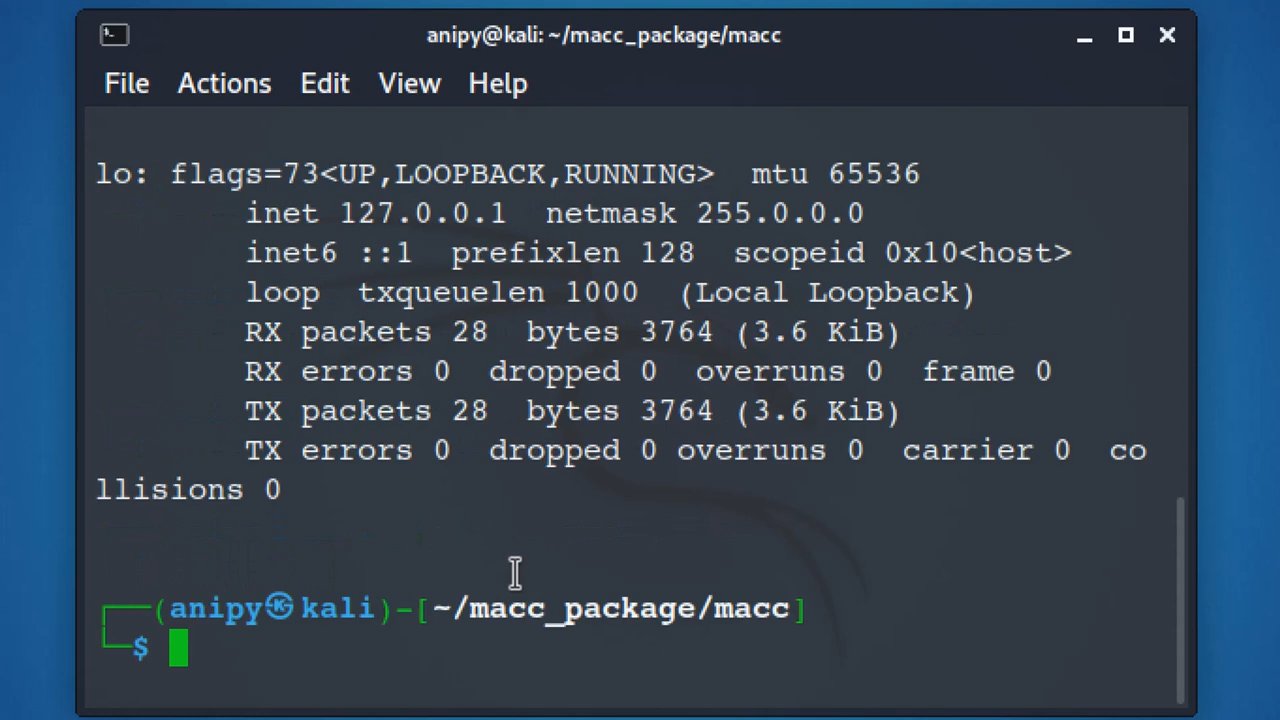 anipy@kali: ~/macc_package/macc
File Actions Edit View Help
lo: flags=73<UP,LOOPBACK,RUNNING>  mtu 65536
        inet 127.0.0.1  netmask 255.0.0.0
        inet6 ::1  prefixlen 128  scopeid 0x10<host>
        loop  txqueuelen 1000  (Local Loopback)
        RX packets 28  bytes 3764 (3.6 KiB)
        RX errors 0  dropped 0  overruns 0  frame 0
        TX packets 28  bytes 3764 (3.6 KiB)
        TX errors 0  dropped 0 overruns 0  carrier 0  co
llisions 0
┌──(anipy㉿kali)-[~/macc_package/macc]
└─$